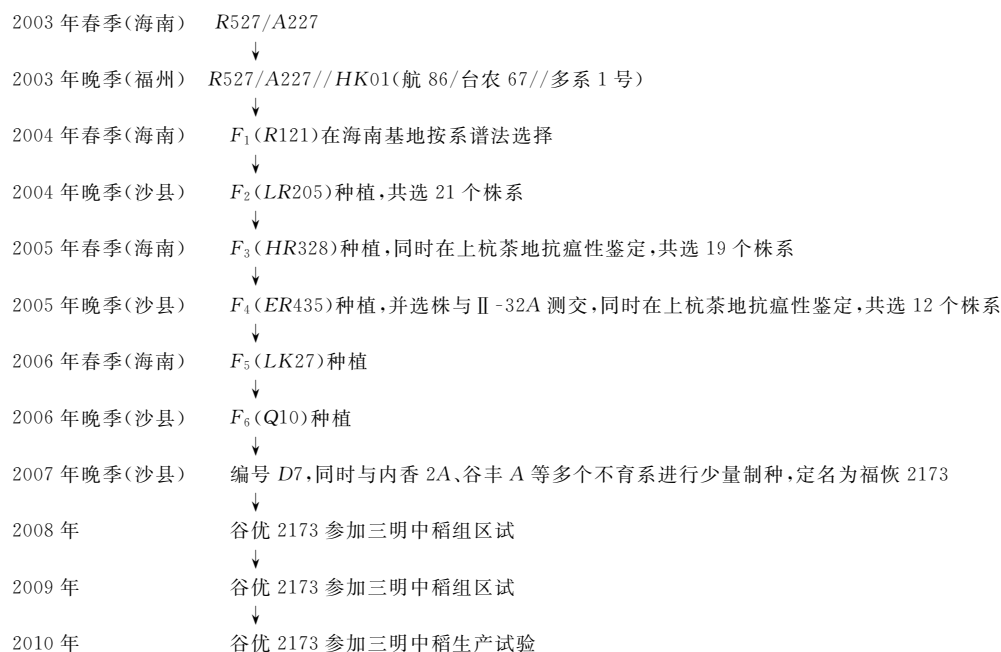 2003 年春季(海南) R527/A227
2003 年晚季(福州) R527/A227//HK01(航 86/台农 67//多系 1 号)
2004 年春季(海南) F₁(R121)在海南基地按系谱法选择
2004 年晚季(沙县) F₂(LR205)种植,共选 21 个株系
2005 年春季(海南) F₃(HR328)种植,同时在上杭茶地抗瘟性鉴定,共选 19 个株系
2005 年晚季(沙县) F₄(ER435)种植,并选株与Ⅱ-32A 测交,同时在上杭茶地抗瘟性鉴定,共选 12 个株系
2006 年春季(海南) F₅(LK27)种植
2006 年晚季(沙县) F₆(Q10)种植
2007 年晚季(沙县) 编号 D7,同时与内香 2A、谷丰 A 等多个不育系进行少量制种,定名为福恢 2173
2008 年 谷优 2173 参加三明中稻组区试
2009 年 谷优 2173 参加三明中稻组区试
2010 年 谷优 2173 参加三明中稻生产试验